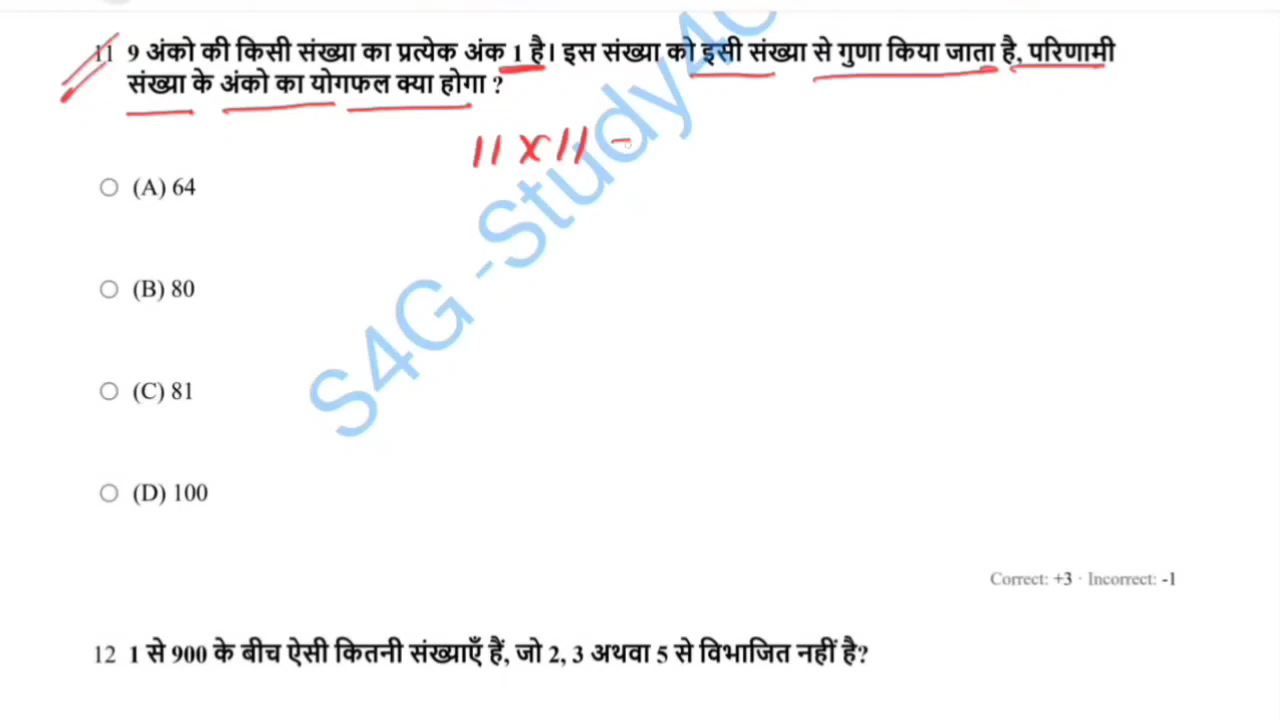 11 9 अंको की किसी संख्या का प्रत्येक अंक 1 है। इस संख्या को इसी संख्या से गुणा किया जाता है, परिणामी
संख्या के अंको का योगफल क्या होगा ?
11 × 11 -
(A) 64
(B) 80
(C) 81
(D) 100
S4G -Study4G
Correct: +3 · Incorrect: -1
12 1 से 900 के बीच ऐसी कितनी संख्याएँ हैं, जो 2, 3 अथवा 5 से विभाजित नहीं है?